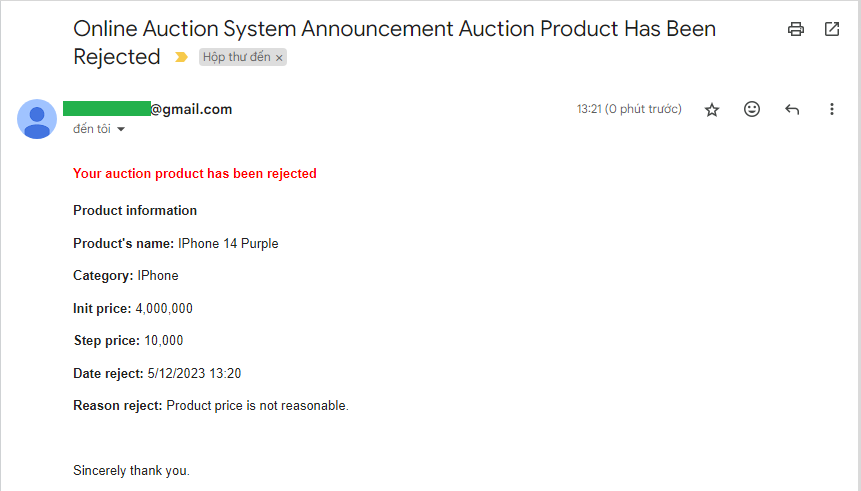 Online Auction System Announcement Auction Product Has Been
Rejected Hộp thư đến ×
@gmail.com 13:21 (0 phút trước)
đến tôi
Your auction product has been rejected
Product information
Product's name: IPhone 14 Purple
Category: IPhone
Init price: 4,000,000
Step price: 10,000
Date reject: 5/12/2023 13:20
Reason reject: Product price is not reasonable.
Sincerely thank you.